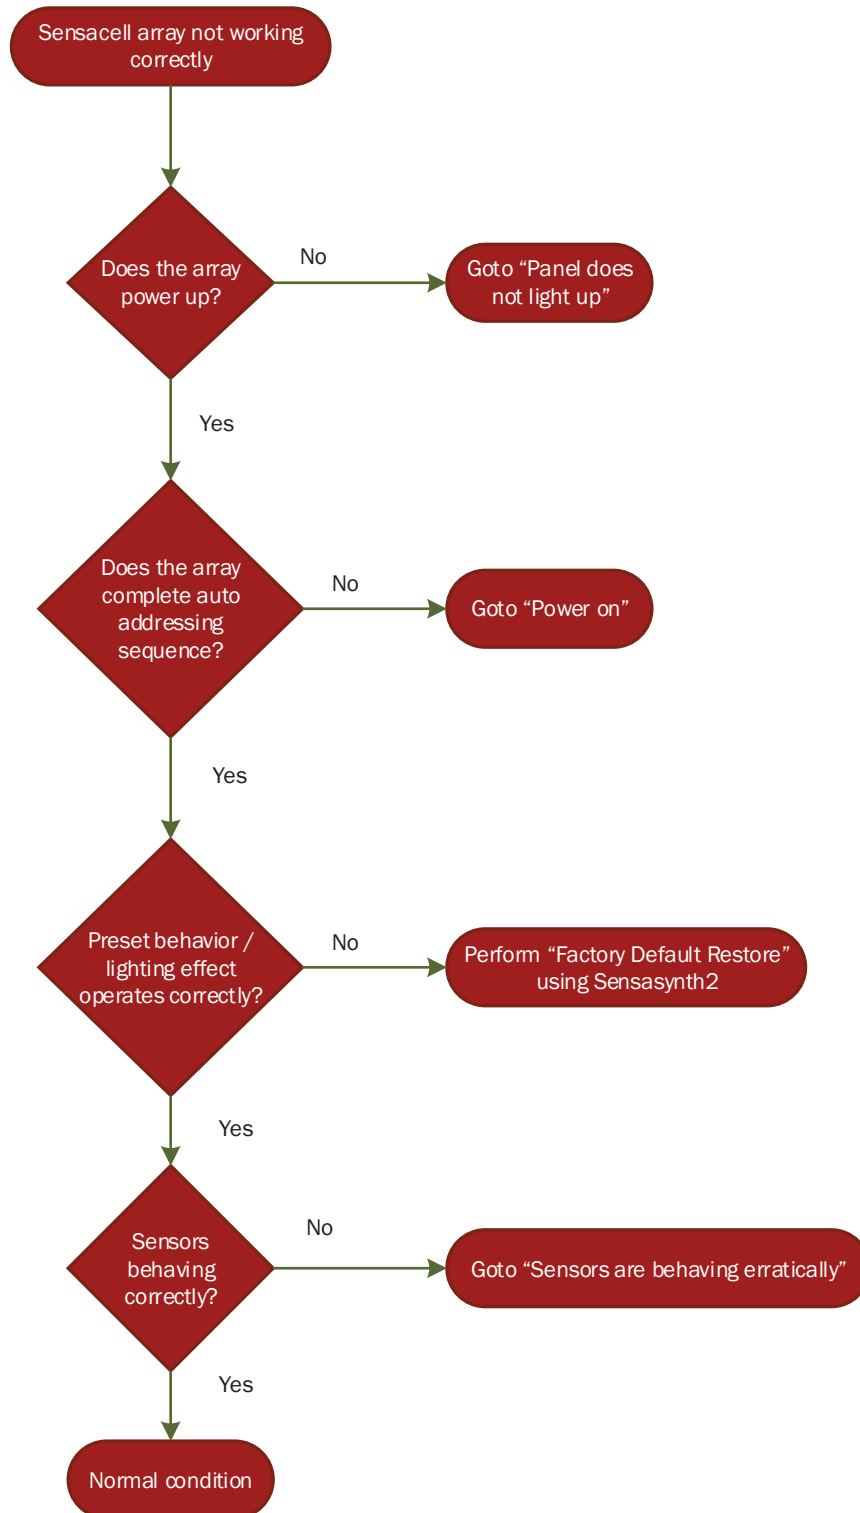 Sensacell array not working
correctly
Does the array
power up?
No
Goto “Panel does
not light up”
Yes
Does the array
complete auto
addressing
sequence?
No
Goto “Power on”
Yes
Preset behavior /
lighting effect
operates correctly?
No
Perform “Factory Default Restore”
using Sensasynth2
Yes
Sensors
behaving
correctly?
No
Goto “Sensors are behaving erratically”
Yes
Normal condition